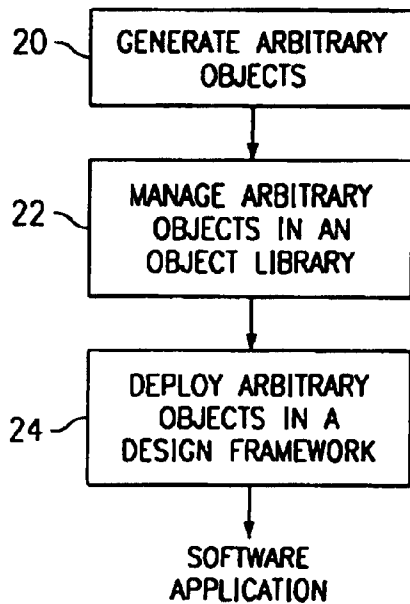 20
GENERATE ARBITRARY
OBJECTS
22
MANAGE ARBITRARY
OBJECTS IN AN
OBJECT LIBRARY
24
DEPLOY ARBITRARY
OBJECTS IN A
DESIGN FRAMEWORK
SOFTWARE
APPLICATION